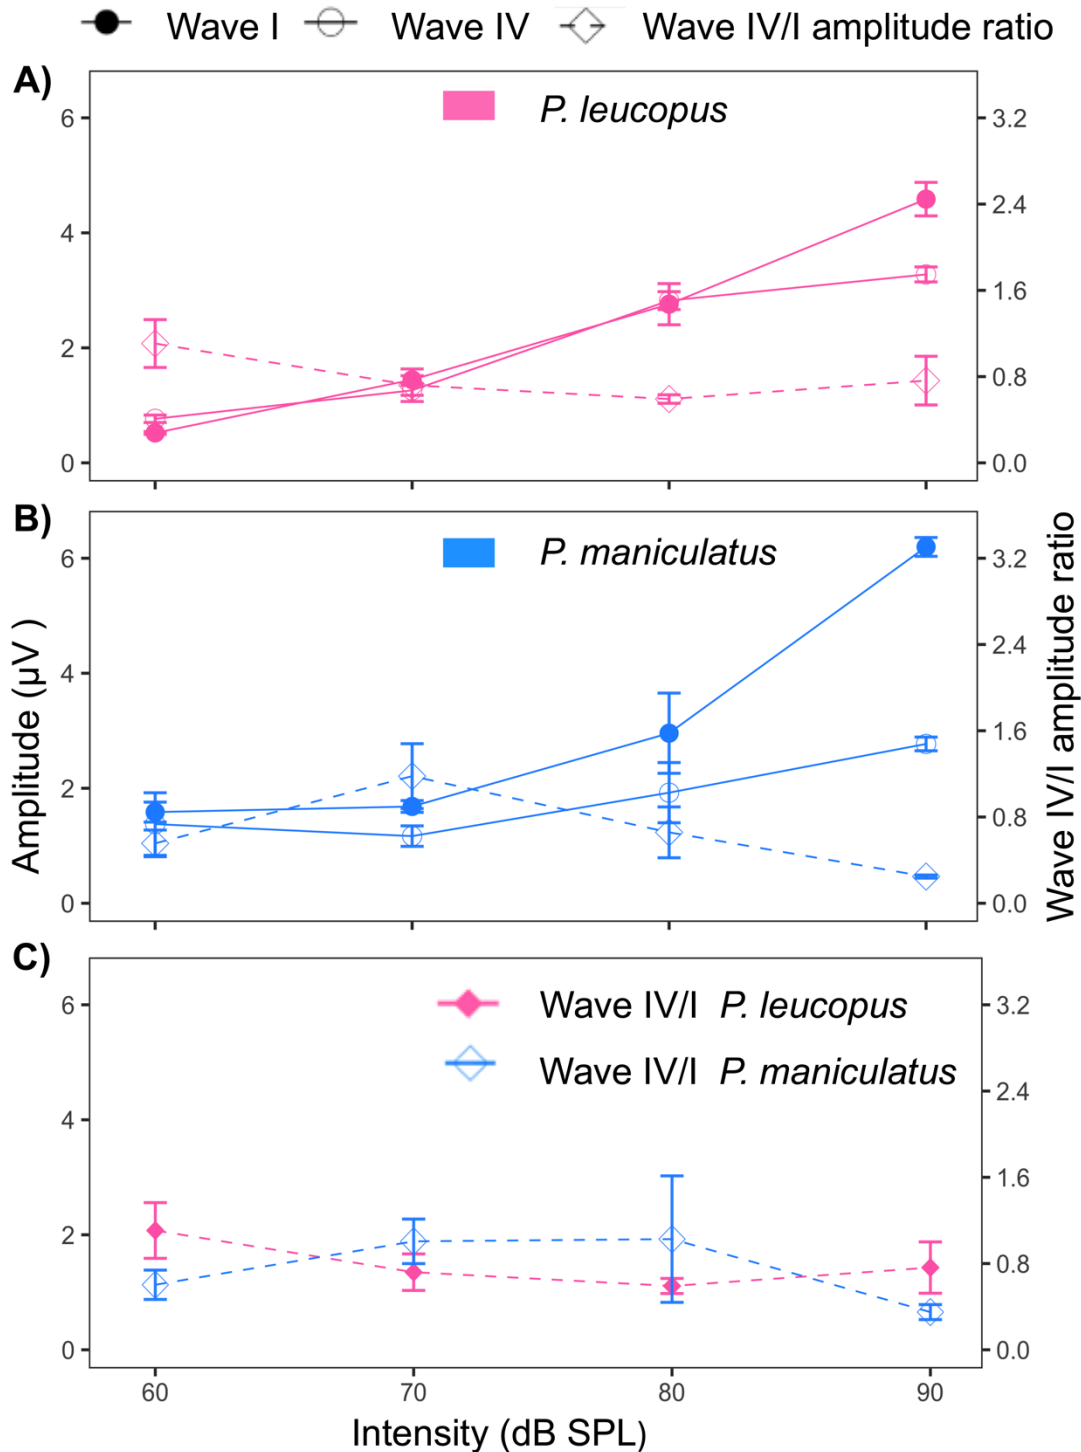 Wave I Wave IV Wave IV/I amplitude ratio
A)
P. leucopus
6
4
2
0
3.2
2.4
1.6
0.8
0.0
B)
P. maniculatus
6
4
2
0
3.2
2.4
1.6
0.8
0.0
Amplitude (µV )
Wave IV/I amplitude ratio
C)
Wave IV/I P. leucopus
Wave IV/I P. maniculatus
6
4
2
0
3.2
2.4
1.6
0.8
0.0
60 70 80 90
Intensity (dB SPL)